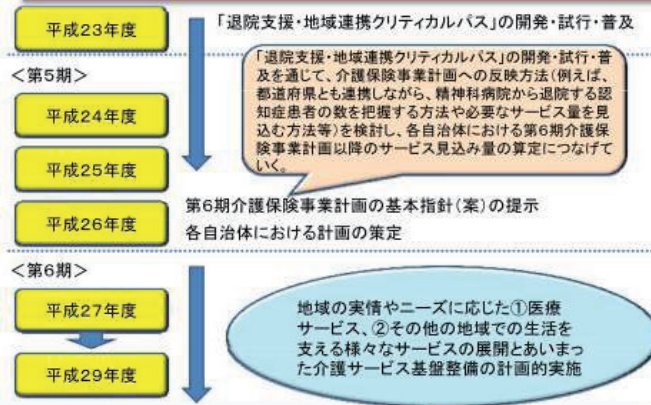 平成23年度
「退院支援・地域連携クリティカルパス」の開発・試行・普及
<第5期>
「退院支援・地域連携クリティカルパス」の開発・試行・普
及を通じて、介護保険事業計画への反映方法(例えば、
都道府県とも連携しながら、精神科病院から退院する認
知症患者の数を把握する方法や必要なサービス量を見
込む方法等)を検討し、各自治体における第6期介護保
険事業計画以降のサービス見込み量の算定につなげて
いく。
平成24年度
平成25年度
平成26年度
第6期介護保険事業計画の基本指針(案)の提示
各自治体における計画の策定
<第6期>
平成27年度
平成29年度
地域の実情やニーズに応じた①医療
サービス、②その他の地域での生活を
支える様々なサービスの展開とあいまっ
た介護サービス基盤整備の計画的実施